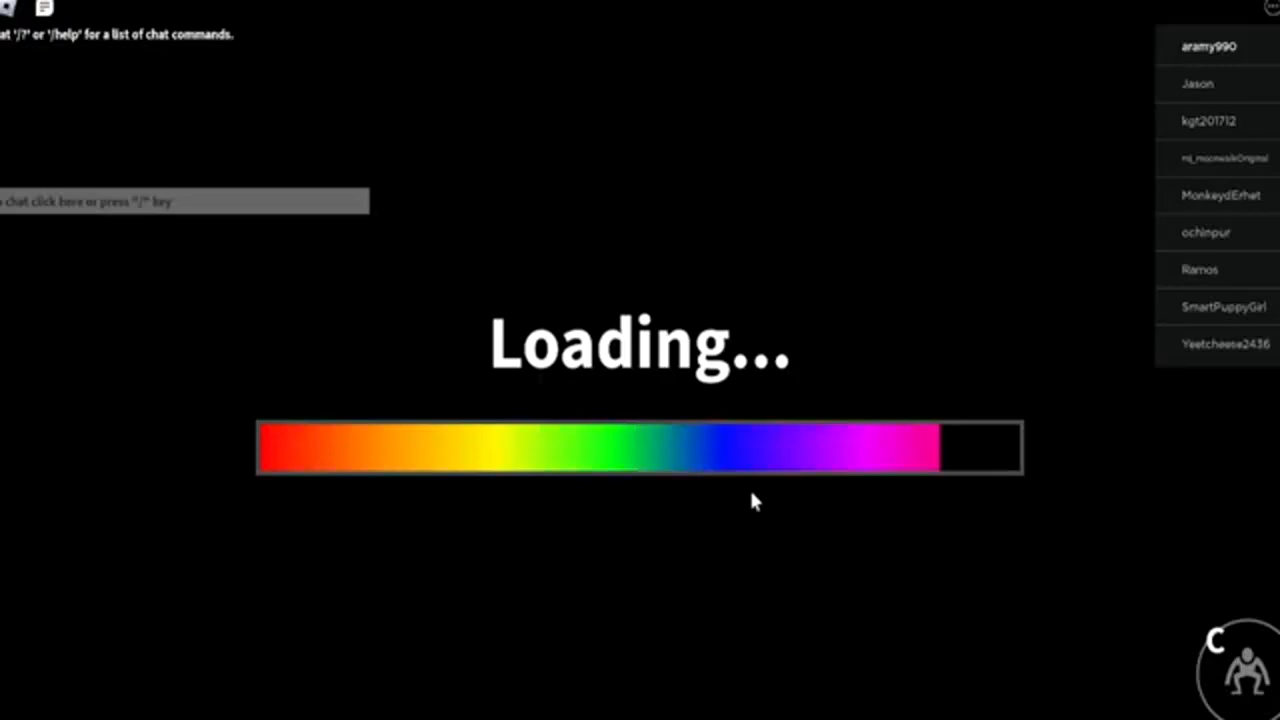 at '/?' or '/help' for a list of chat commands.
chat click here or press "/" key
aramy990
Jason
kgt201712
mj_moonwalkOriginal
MonkeydErhet
ochinpur
Ramos
SmartPuppyGirl
Yeetcheese2436
Loading...
C